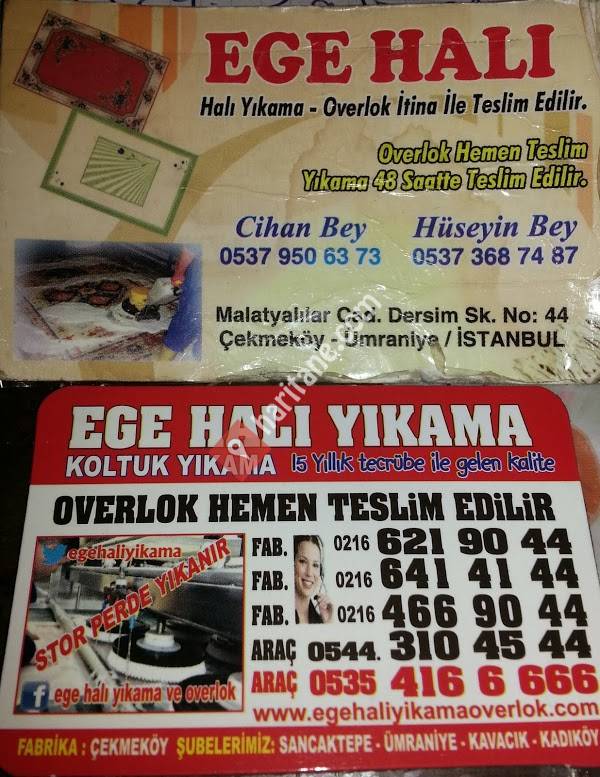 EGE HALI
Halı Yıkama - Overlok İtina İle Teslim Edilir.
Overlok Hemen Teslim
Yıkama 48 Saatte Teslim Edilir.
Cihan Bey Hüseyin Bey
0537 950 63 73 0537 368 74 87
Malatyalılar Cad. Dersim Sk. No: 44
Çekmeköy - Ümraniye / İSTANBUL
harifane.com
EGE HALI YIKAMA
KOLTUK YIKAMA 15 Yıllık tecrübe ile gelen kalite
OVERLOK HEMEN TESLİM EDİLİR
egehaliyikama
STOR PERDE YIKANIR
ege halı yıkama ve overlok
FAB. 0216 621 90 44
FAB. 0216 641 41 44
FAB. 0216 466 90 44
ARAÇ 0544. 310 45 44
ARAÇ 0535 416 6 666
www.egehaliyikamaoverlok.com
FABRİKA : ÇEKMEKÖY ŞUBELERİMİZ: SANCAKTEPE - ÜMRANİYE - KAVACIK - KADIKÖY